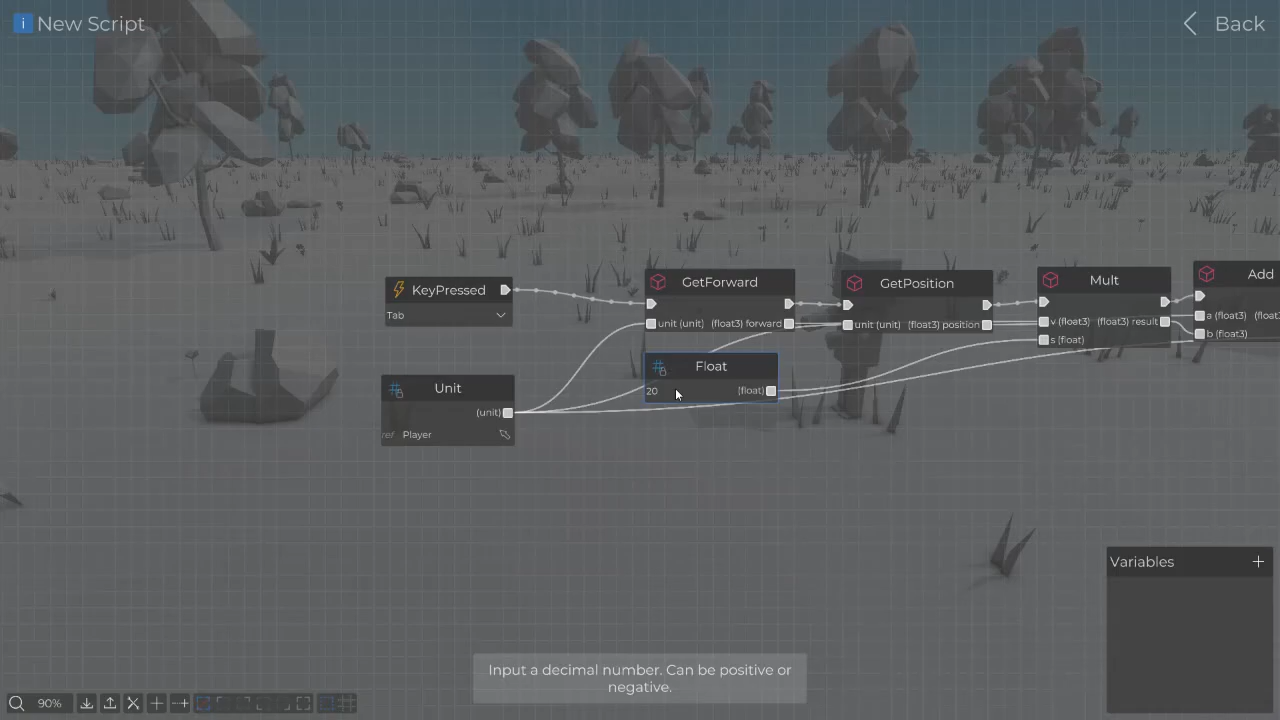 New Script
Back
KeyPressed
Tab
Unit
(unit)
ref Player
GetForward
unit (unit) (float3) forward
Float
20 (float)
GetPosition
unit (unit) (float3) position
Mult
v (float3) (float3) result
s (float)
Add
a (float3)
b (float3)
Variables
Input a decimal number. Can be positive or
negative.
90%